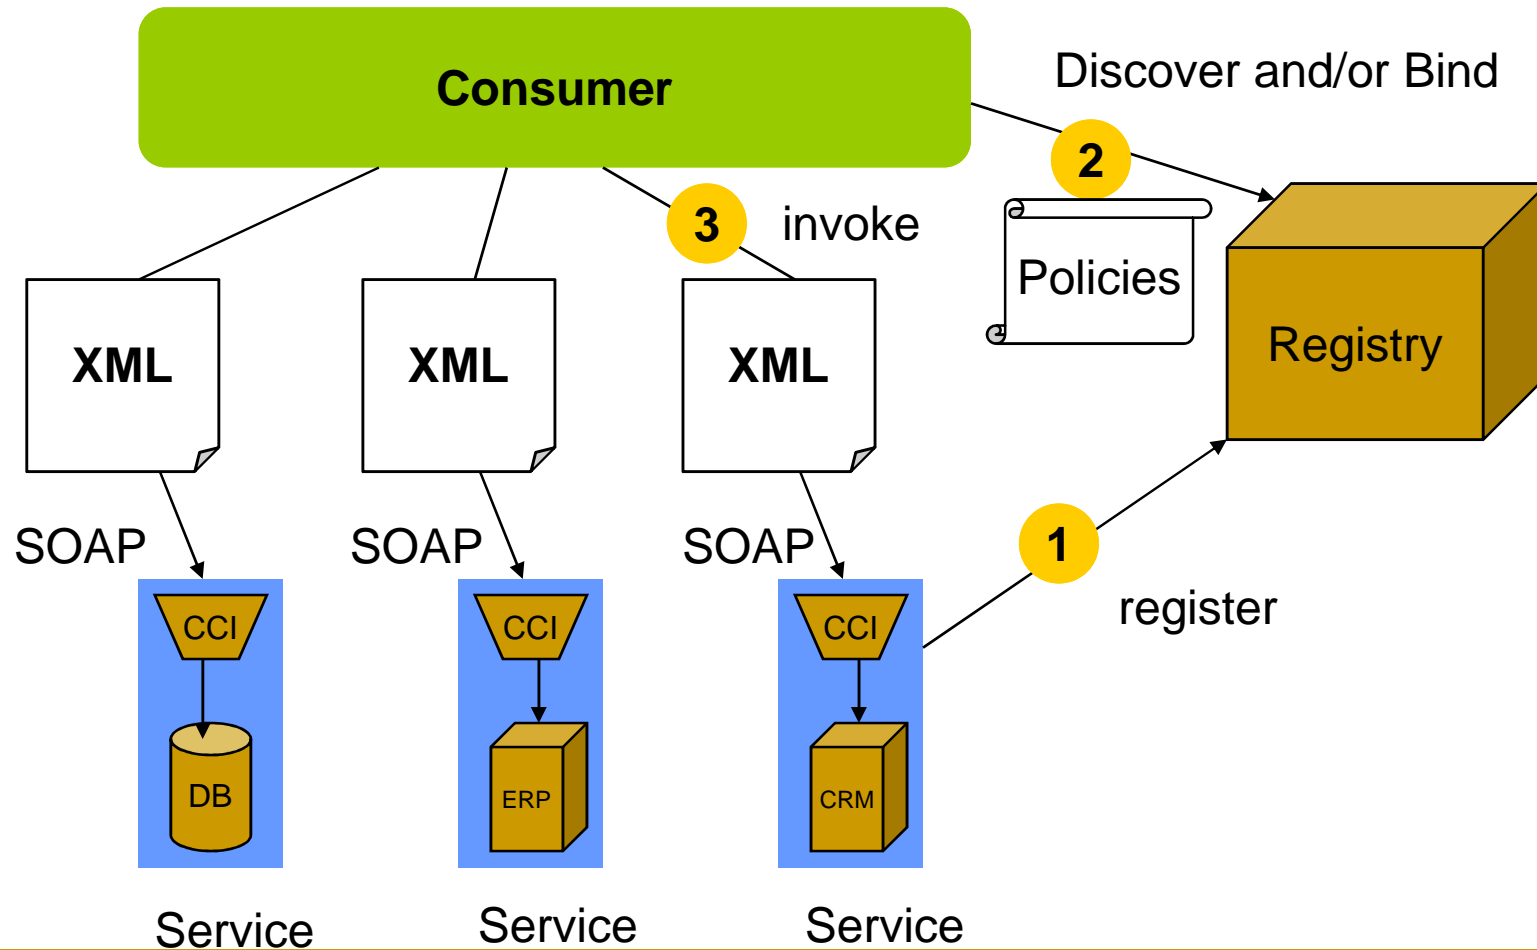 Consumer
Discover and/or Bind
2
3
invoke
Policies
Registry
XML
XML
XML
SOAP
SOAP
SOAP
1
register
CCI
CCI
CCI
DB
ERP
CRM
Service
Service
Service